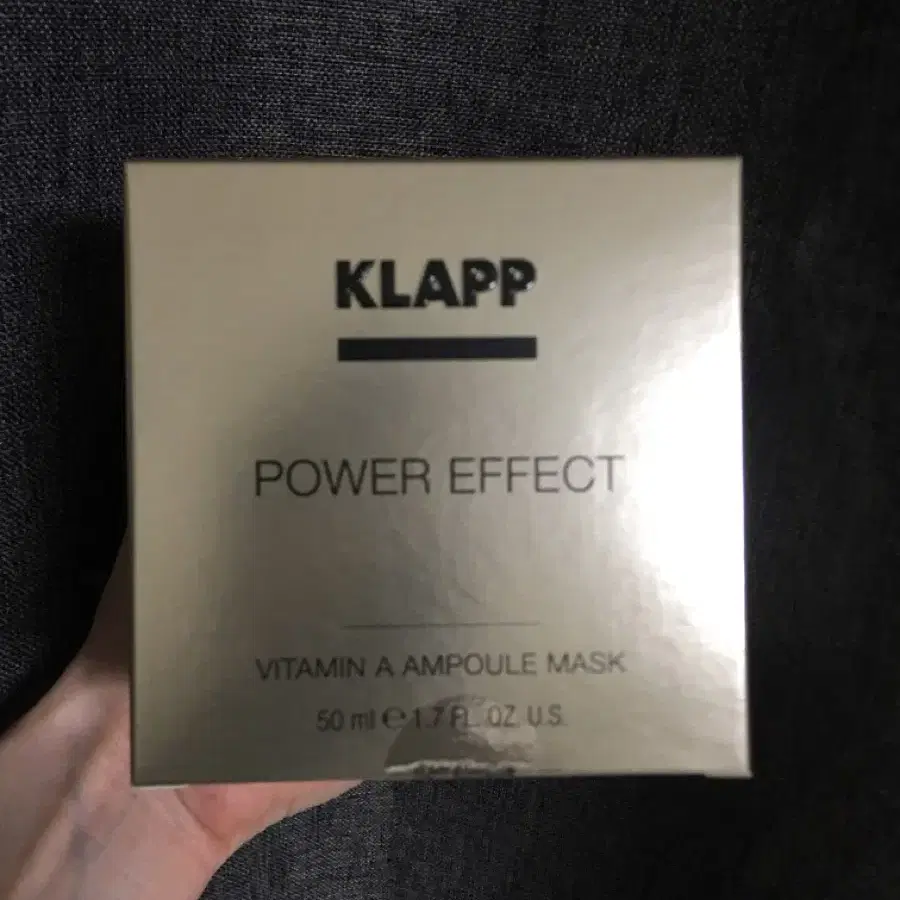 KLAPP
POWER EFFECT
VITAMIN A AMPOULE MASK
50 ml ℮ 1.7 FL. OZ. U.S.